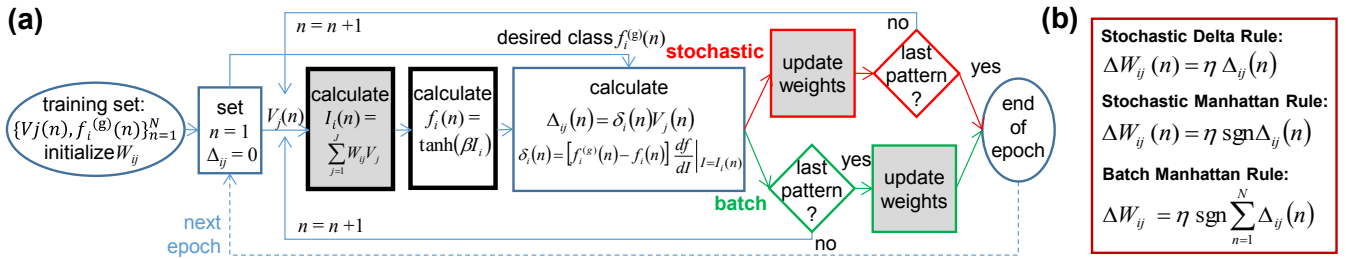 (a)
n = n +1
desired class f_i^(g)(n)
training set:
{Vj(n), f_i^(g)(n)}_{n=1}^N
initialize W_ij
set
n = 1
Δ_ij = 0
V_j(n)
calculate
I_i(n) =
∑_{j=1}^{J} W_ij V_j
calculate
f_i(n) =
tanh(βI_i)
calculate
Δ_ij(n) = δ_i(n)V_j(n)
δ_i(n) = [f_i^(g)(n) − f_i(n)] df/dI |_{I=I_i(n)}
stochastic
update
weights
no
last
pattern
?
yes
batch
last
pattern
?
yes
no
update
weights
end
of
epoch
n = n +1
next
epoch
(b)
Stochastic Delta Rule:
ΔW_ij (n) = η Δ_ij(n)
Stochastic Manhattan Rule:
ΔW_ij (n) = η sgnΔ_ij(n)
Batch Manhattan Rule:
ΔW_ij = η sgn∑_{n=1}^{N} Δ_ij(n)